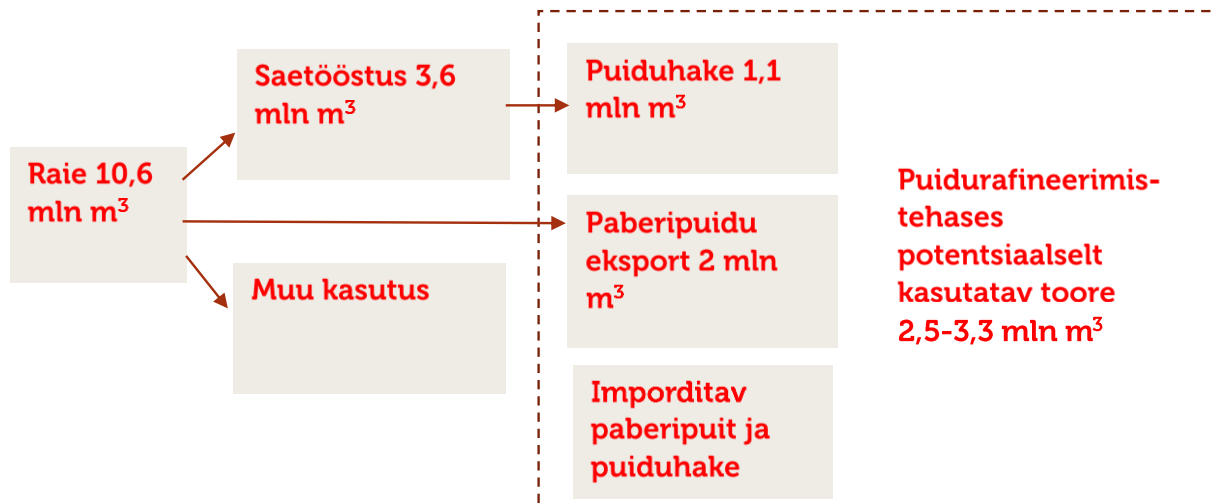 Raie 10,6
mln m³
Saetööstus 3,6
mln m³
Muu kasutus
Puiduhake 1,1
mln m³
Paberipuidu
eksport 2 mln
m³
Imporditav
paberipuit ja
puiduhake
Puidurafineerimis-
tehases
potentsiaalselt
kasutatav toore
2,5-3,3 mln m³